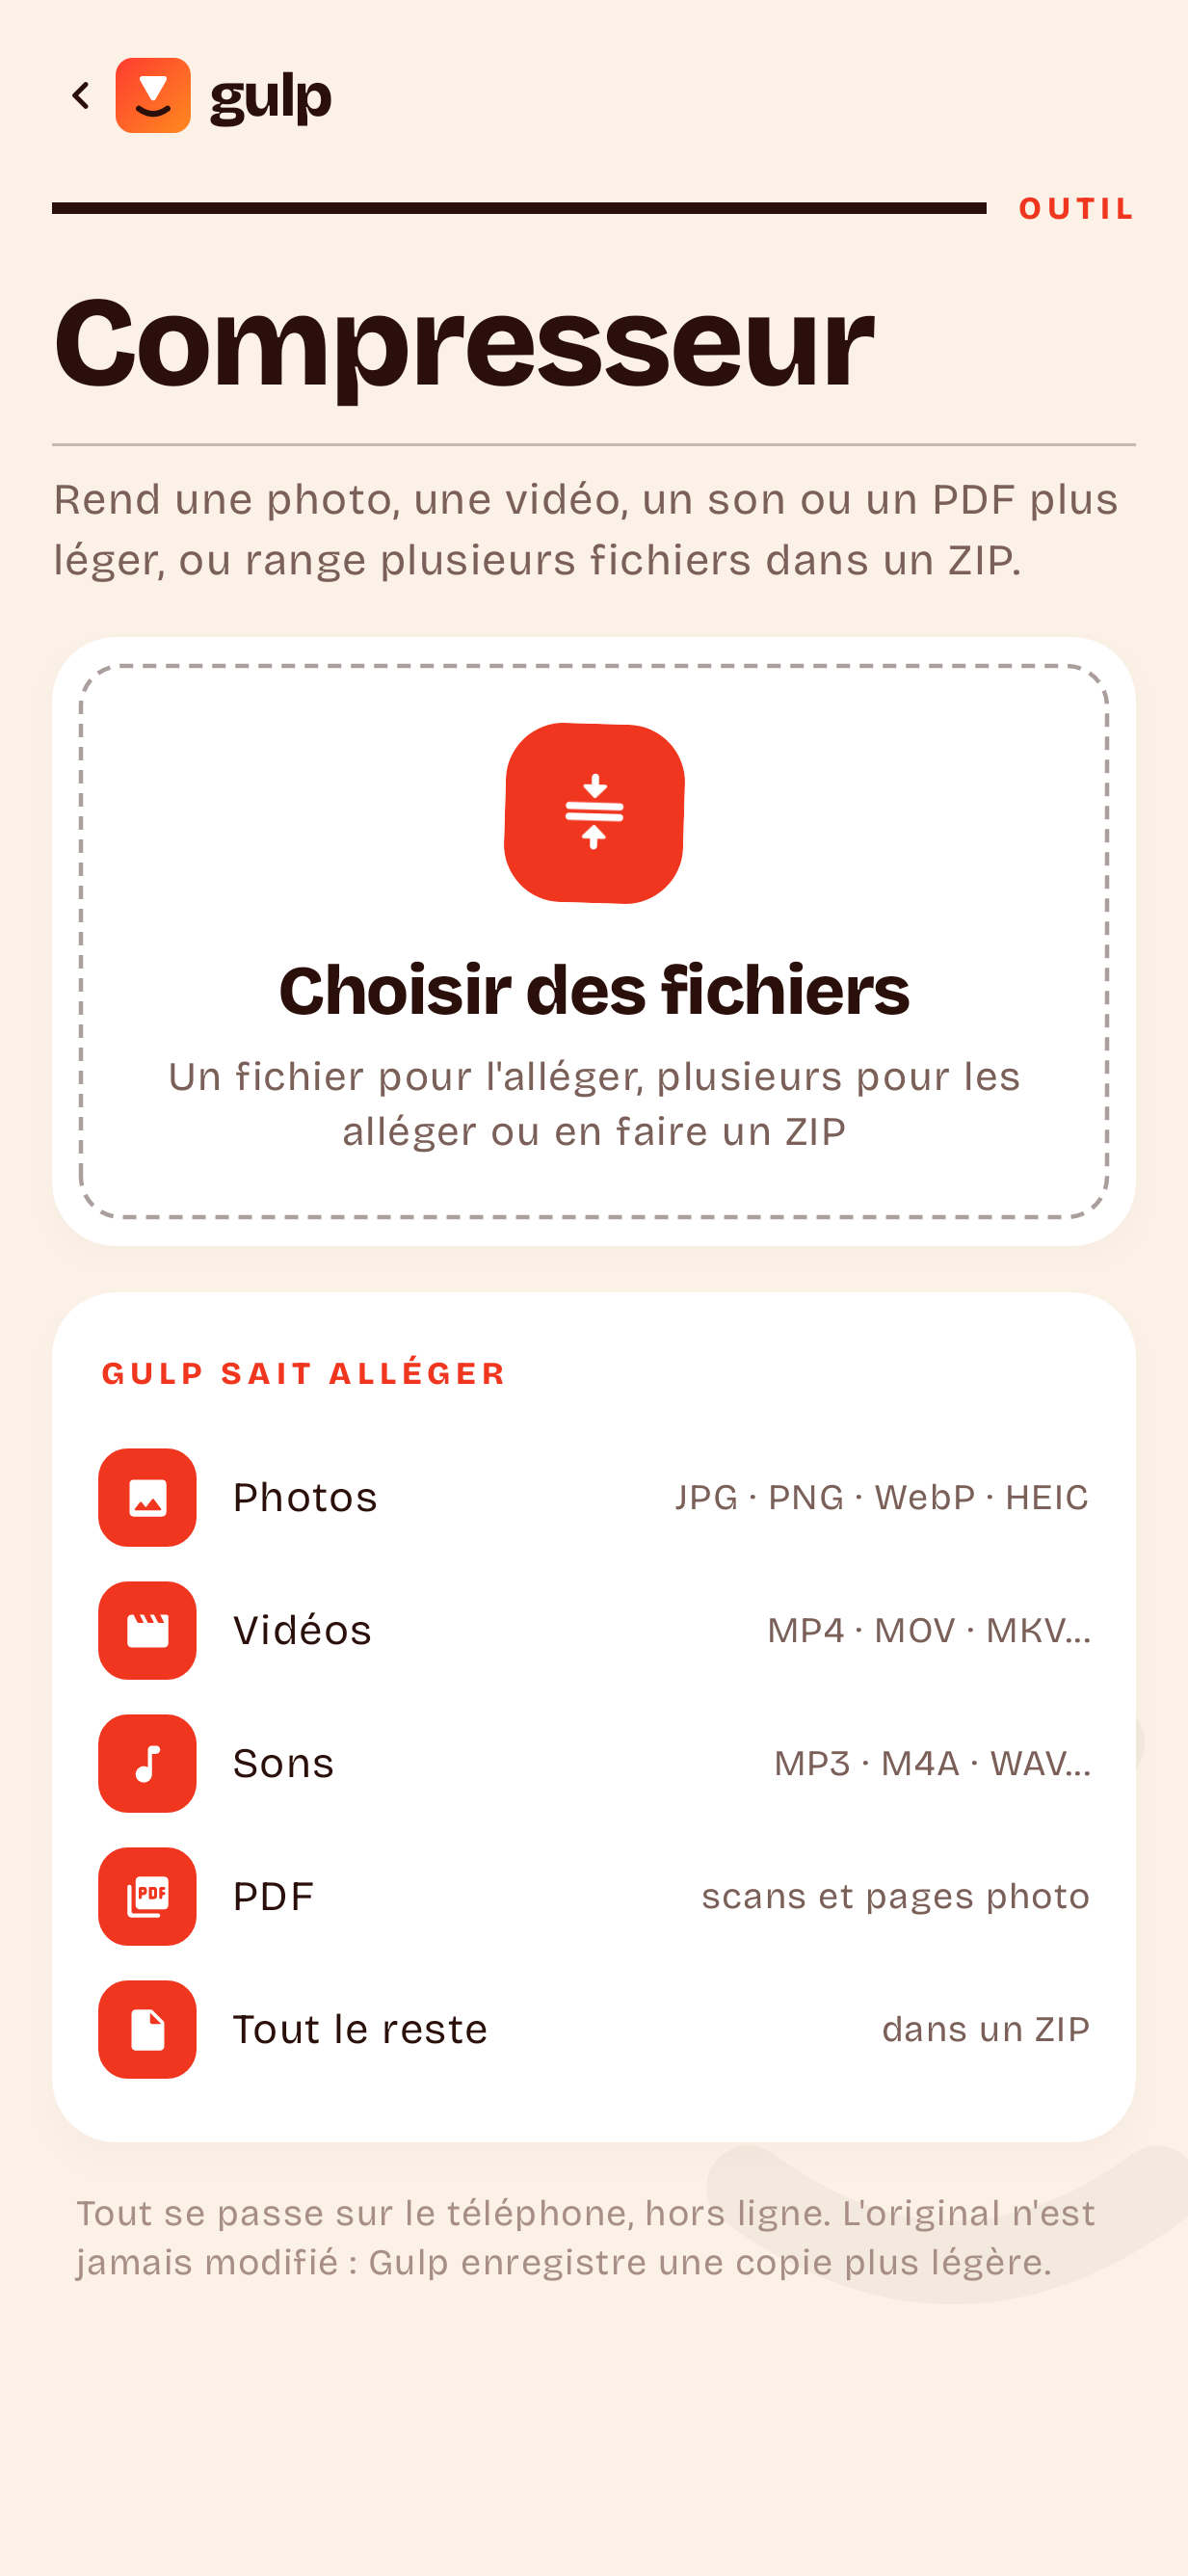 gulp
OUTIL
Compresseur
Rend une photo, une vidéo, un son ou un PDF plus
léger, ou range plusieurs fichiers dans un ZIP.
Choisir des fichiers
Un fichier pour l'alléger, plusieurs pour les
alléger ou en faire un ZIP
GULP SAIT ALLÉGER
Photos JPG · PNG · WebP · HEIC
Vidéos MP4 · MOV · MKV...
Sons MP3 · M4A · WAV...
PDF PDF scans et pages photo
Tout le reste dans un ZIP
Tout se passe sur le téléphone, hors ligne. L'original n'est
jamais modifié : Gulp enregistre une copie plus légère.